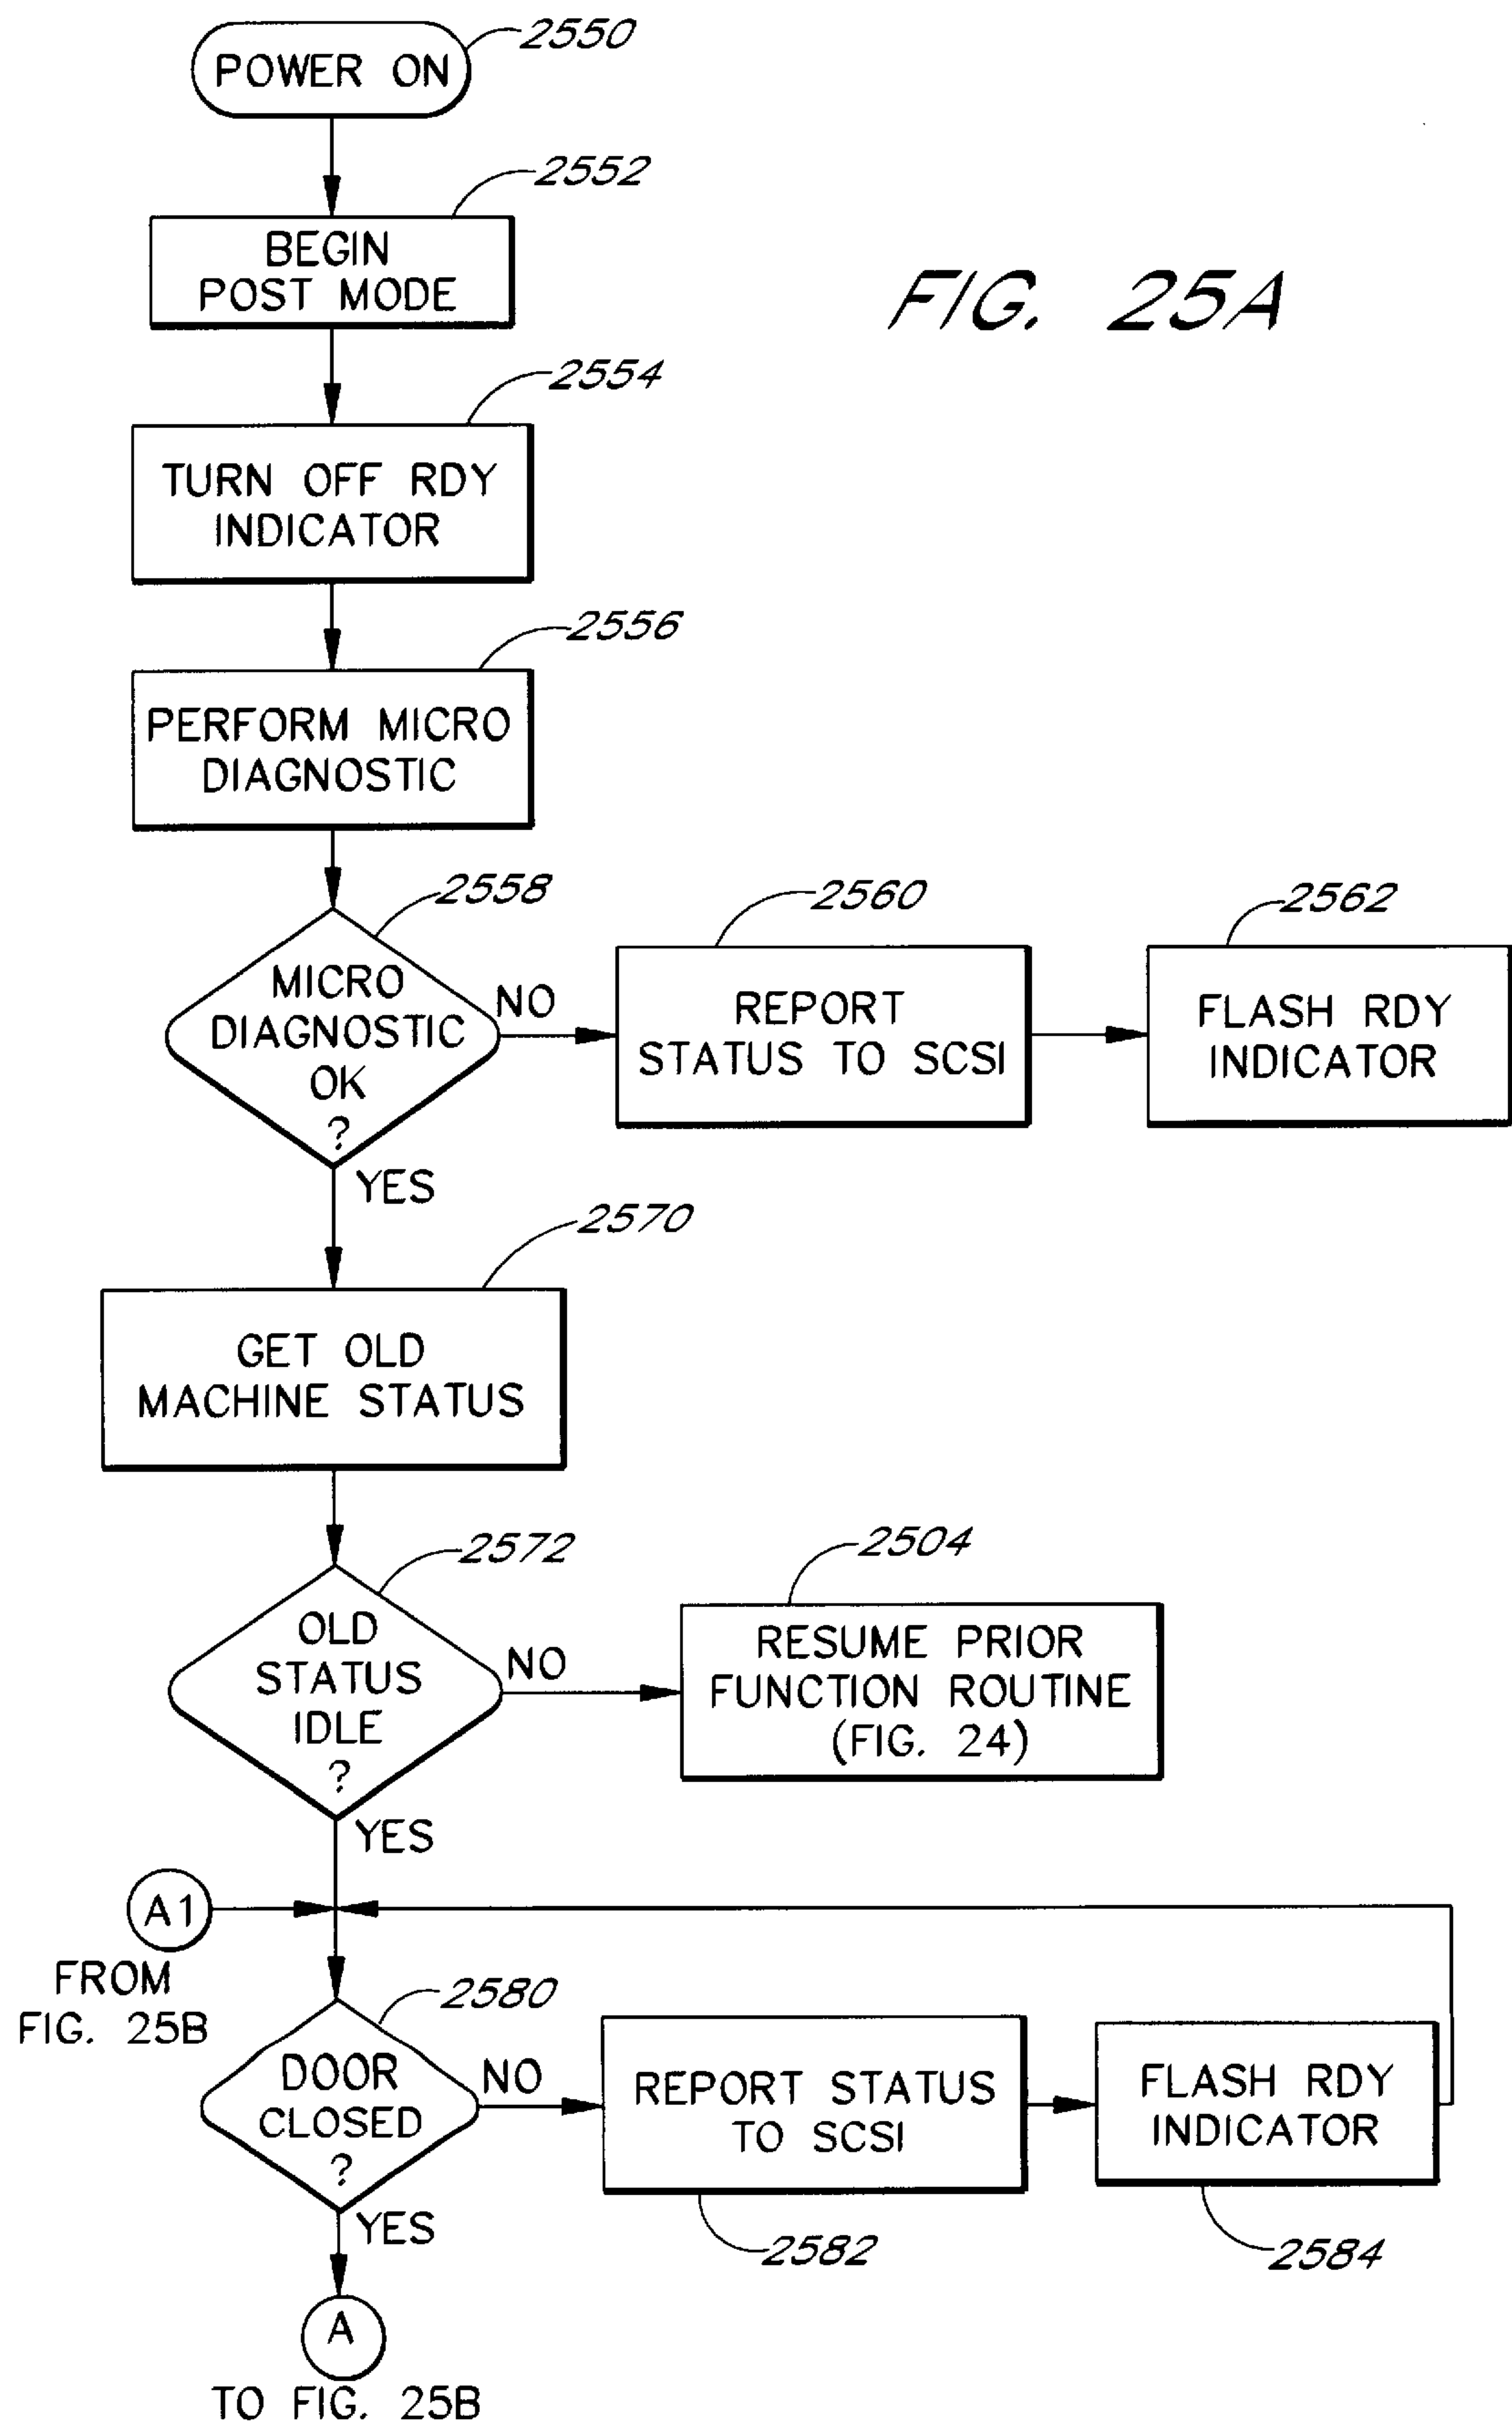 POWER ON
2550
2552
BEGIN
POST MODE
FIG. 25A
2554
TURN OFF RDY
INDICATOR
2556
PERFORM MICRO
DIAGNOSTIC
2558
MICRO
DIAGNOSTIC
OK
?
NO
2560
REPORT
STATUS TO SCSI
2562
FLASH RDY
INDICATOR
YES
2570
GET OLD
MACHINE STATUS
2572
OLD
STATUS
IDLE
?
NO
2504
RESUME PRIOR
FUNCTION ROUTINE
(FIG. 24)
YES
A1
FROM
FIG. 25B
2580
DOOR
CLOSED
?
NO
REPORT STATUS
TO SCSI
2582
FLASH RDY
INDICATOR
2584
YES
A
TO FIG. 25B